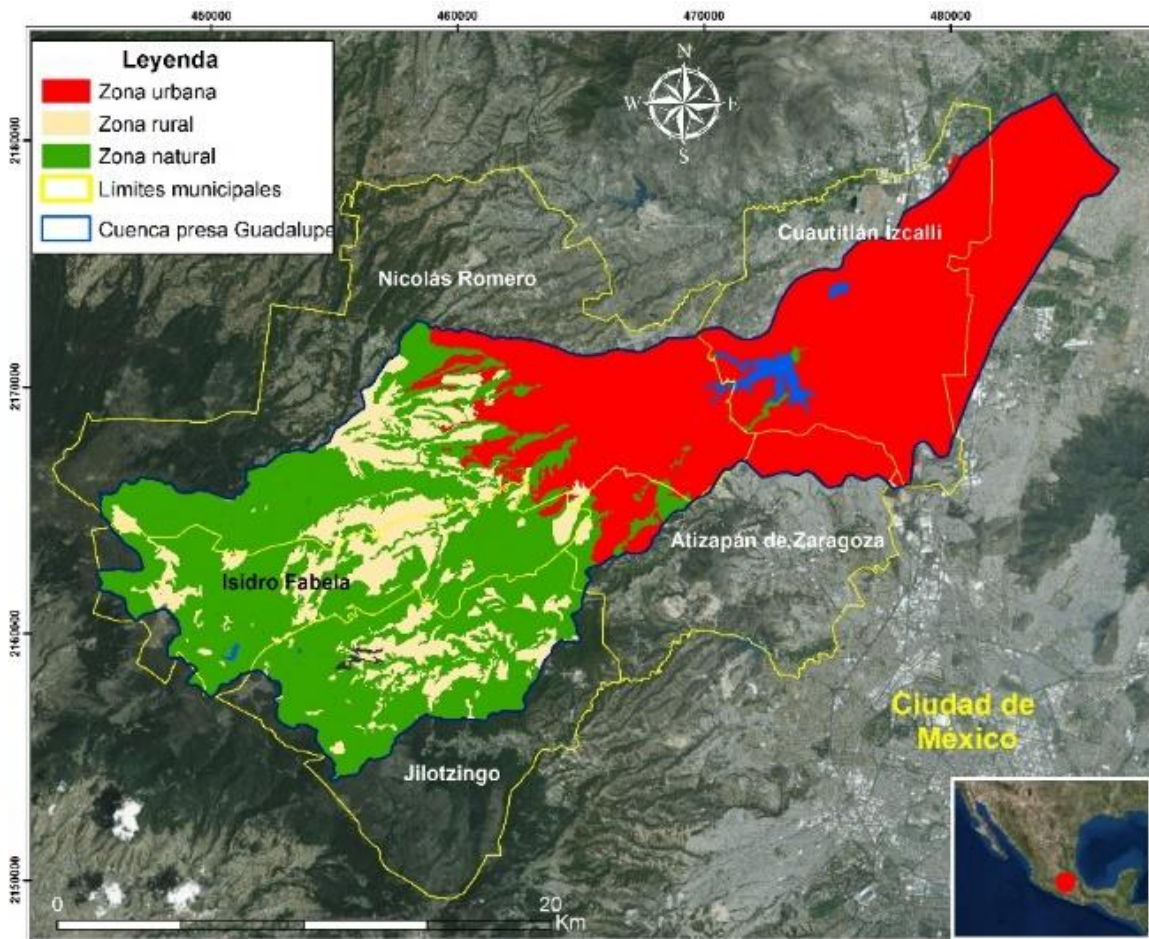 450000
460000
470000
480000
Leyenda
Zona urbana
Zona rural
Zona natural
Límites municipales
Cuenca presa Guadalupe
N
W
E
S
2180000
2170000
2160000
2150000
Cuautitlán Izcalli
Nicolás Romero
Atizapán de Zaragoza
Isidro Fabela
Ciudad de
México
Jilotzingo
0
20
Km